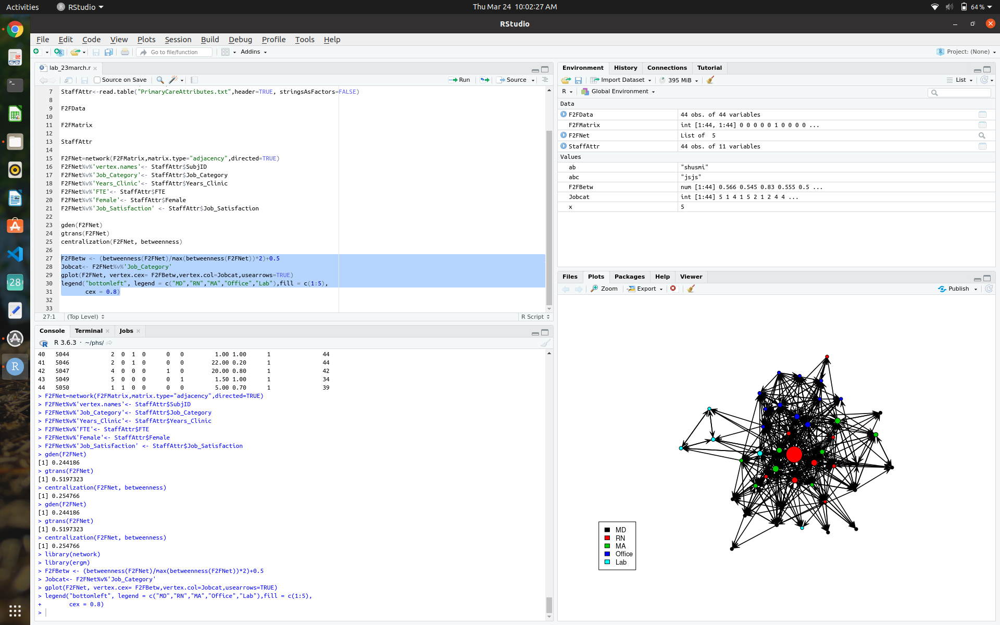 Activities
RStudio
Thu Mar 24 10:02:27 AM
64 %
RStudio
File Edit Code View Plots Session Build Debug Profile Tools Help
Go to file/function
Addins
Project: (None)
lab_23march.r
Source on Save
Run
Source
7 StaffAttr<-read.table("PrimaryCareAttributes.txt",header=TRUE, stringsAsFactors=FALSE)
8
9 F2FData
10
11 F2FMatrix
12
13 StaffAttr
14
15 F2FNet=network(F2FMatrix,matrix.type="adjacency",directed=TRUE)
16 F2FNet%v%'vertex.names'<- StaffAttr$SubjID
17 F2FNet%v%'Job_Category'<- StaffAttr$Job_Category
18 F2FNet%v%'Years_Clinic'<- StaffAttr$Years_Clinic
19 F2FNet%v%'FTE'<- StaffAttr$FTE
20 F2FNet%v%'Female'<- StaffAttr$Female
21 F2FNet%v%'Job_Satisfaction' <- StaffAttr$Job_Satisfaction
22
23 gden(F2FNet)
24 gtrans(F2FNet)
25 centralization(F2FNet, betweenness)
26
27 F2FBetw <- (betweenness(F2FNet)/max(betweenness(F2FNet))*2)+0.5
28 Jobcat<- F2FNet%v%'Job_Category'
29 gplot(F2FNet, vertex.cex= F2FBetw,vertex.col=Jobcat,usearrows=TRUE)
30 legend("bottomleft", legend = c("MD","RN","MA","Office","Lab"),fill = c(1:5),
31 cex = 0.8)
32
33
27:1 (Top Level) R Script
Console Terminal Jobs
R 3.6.3 · ~/phs/
40 5044 2 0 1 0 0 0 1.00 1.00 1 44
41 5046 2 0 1 0 0 0 22.00 0.20 1 44
42 5047 4 0 0 0 1 0 20.00 0.80 1 42
43 5049 5 0 0 0 0 1 1.50 1.00 1 34
44 5050 1 1 0 0 0 0 5.00 0.70 1 39
> F2FNet=network(F2FMatrix,matrix.type="adjacency",directed=TRUE)
> F2FNet%v%'vertex.names'<- StaffAttr$SubjID
> F2FNet%v%'Job_Category'<- StaffAttr$Job_Category
> F2FNet%v%'Years_Clinic'<- StaffAttr$Years_Clinic
> F2FNet%v%'FTE'<- StaffAttr$FTE
> F2FNet%v%'Female'<- StaffAttr$Female
> F2FNet%v%'Job_Satisfaction' <- StaffAttr$Job_Satisfaction
> gden(F2FNet)
[1] 0.244186
> gtrans(F2FNet)
[1] 0.5197323
> centralization(F2FNet, betweenness)
[1] 0.254766
> gden(F2FNet)
[1] 0.244186
> gtrans(F2FNet)
[1] 0.5197323
> centralization(F2FNet, betweenness)
[1] 0.254766
> library(network)
> library(ergm)
> F2FBetw <- (betweenness(F2FNet)/max(betweenness(F2FNet))*2)+0.5
> Jobcat<- F2FNet%v%'Job_Category'
> gplot(F2FNet, vertex.cex= F2FBetw,vertex.col=Jobcat,usearrows=TRUE)
> legend("bottomleft", legend = c("MD","RN","MA","Office","Lab"),fill = c(1:5),
+ cex = 0.8)
>
Environment History Connections Tutorial
Import Dataset
395 MiB
List
R Global Environment
Data
F2FData 44 obs. of 44 variables
F2FMatrix int [1:44, 1:44] 0 0 0 0 0 1 0 0 0 0 ...
F2FNet List of 5
StaffAttr 44 obs. of 11 variables
Values
ab "shusmi"
abc "jsjs"
F2FBetw num [1:44] 0.566 0.545 0.83 0.555 0.5 ...
Jobcat int [1:44] 5 1 4 1 5 2 1 2 4 4 ...
x 5
Files Plots Packages Help Viewer
Zoom
Export
Publish
MD
RN
MA
Office
Lab
28
R